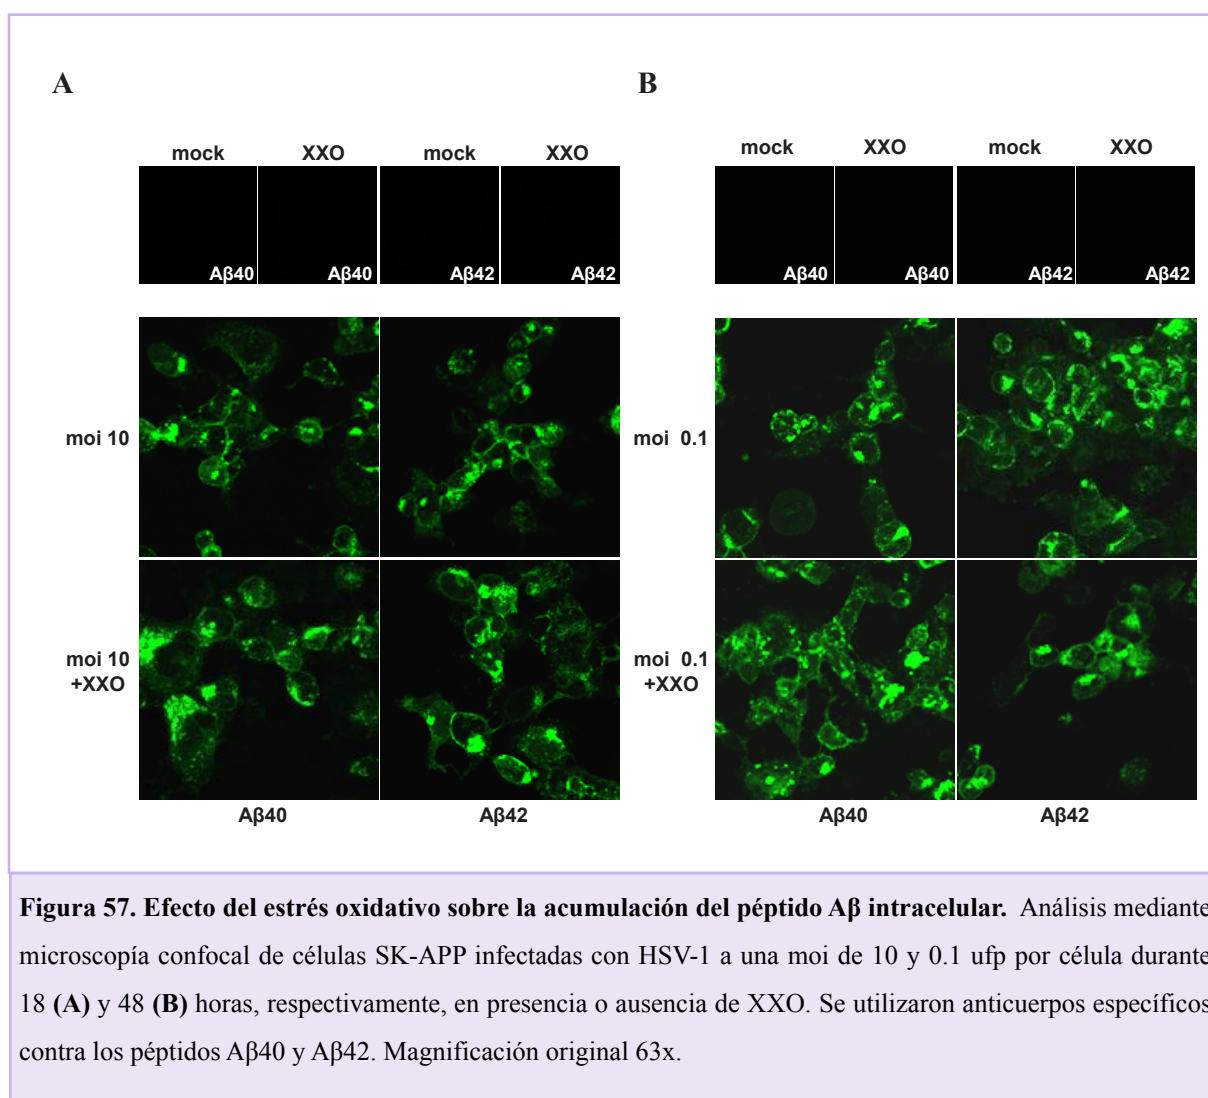 A
B
mock XXO mock XXO
mock XXO mock XXO
Aβ40 Aβ40 Aβ42 Aβ42
Aβ40 Aβ40 Aβ42 Aβ42
moi 10
moi 0.1
moi 10
+XXO
moi 0.1
+XXO
Aβ40 Aβ42
Aβ40 Aβ42
Figura 57. Efecto del estrés oxidativo sobre la acumulación del péptido Aβ intracelular. Análisis mediante
microscopía confocal de células SK-APP infectadas con HSV-1 a una moi de 10 y 0.1 ufp por célula durante
18 (A) y 48 (B) horas, respectivamente, en presencia o ausencia de XXO. Se utilizaron anticuerpos específicos
contra los péptidos Aβ40 y Aβ42. Magnificación original 63x.